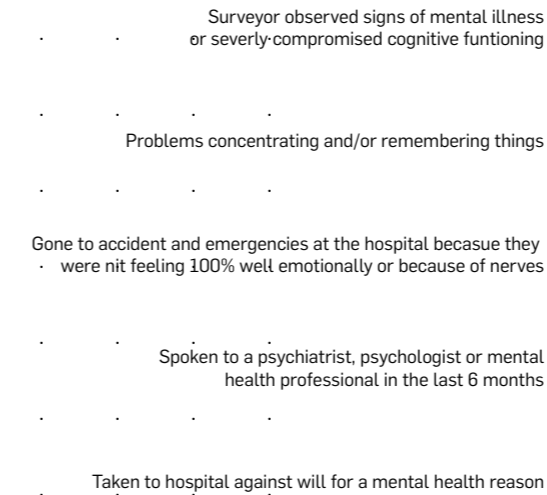 Surveyor observed signs of mental illness
or severly compromised cognitive funtioning
Problems concentrating and/or remembering things
Gone to accident and emergencies at the hospital becasue they
were nit feeling 100% well emotionally or because of nerves
Spoken to a psychiatrist, psychologist or mental
health professional in the last 6 months
Taken to hospital against will for a mental health reason